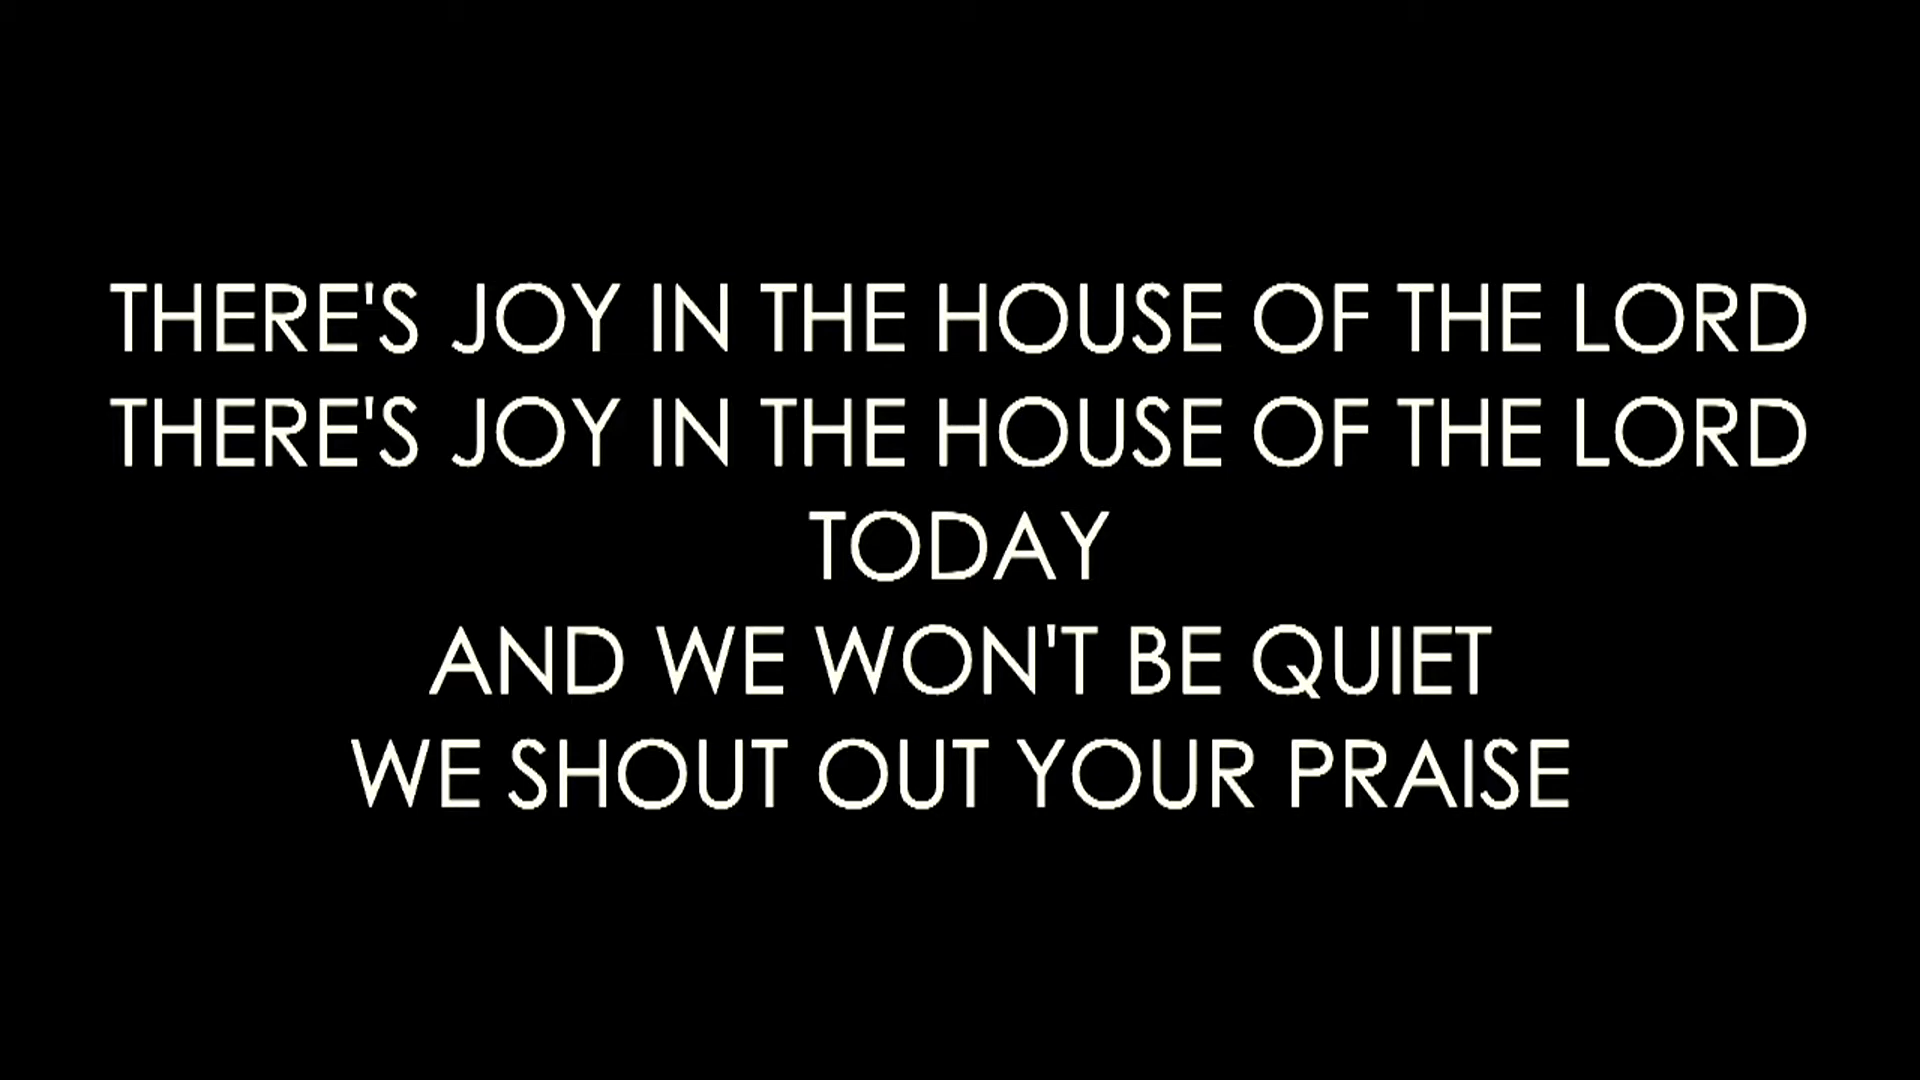 THERE'S JOY IN THE HOUSE OF THE LORD
THERE'S JOY IN THE HOUSE OF THE LORD
TODAY
AND WE WON'T BE QUIET
WE SHOUT OUT YOUR PRAISE